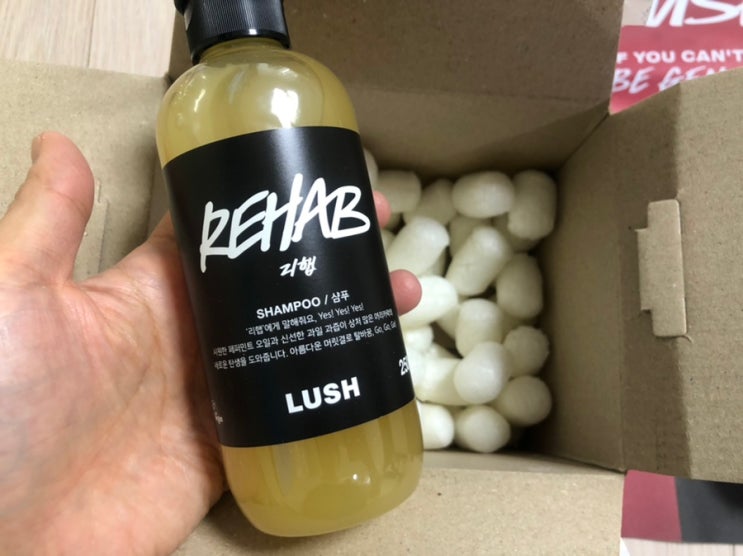 REHAB
리햅
SHAMPOO / 샴푸
'리햅'에게 말해줘요, Yes! Yes! Yes!
페퍼민트 오일과 신선한 과일 과즙이 상처 많은
새로운 탄생을 도와줍니다. 아름다운 머릿결로 탈바꿈, Go, Go,
LUSH
F YOU CAN'T
BE GEN